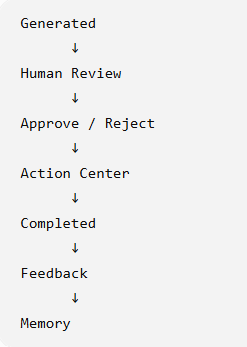 Generated
↓
Human Review
↓
Approve / Reject
↓
Action Center
↓
Completed
↓
Feedback
↓
Memory